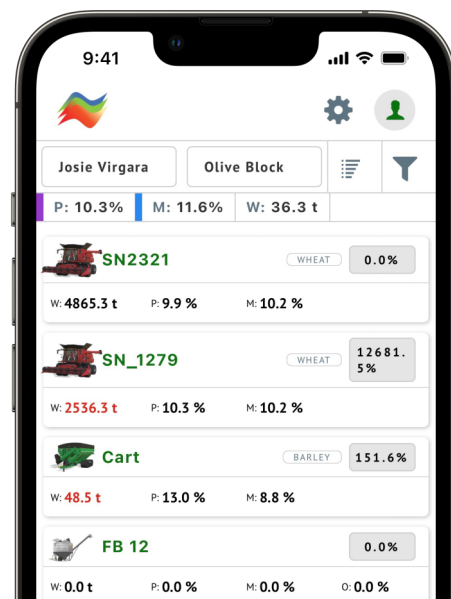 9:41
Josie Virgara Olive Block
P: 10.3% M: 11.6% W: 36.3 t
SN2321 WHEAT 0.0%
W: 4865.3 t P: 9.9 % M: 10.2 %
SN_1279 WHEAT 12681.
5%
W: 2536.3 t P: 10.3 % M: 10.2 %
Cart BARLEY 151.6%
W: 48.5 t P: 13.0 % M: 8.8 %
FB 12 0.0%
W: 0.0 t P: 0.0 % M: 0.0 % O: 0.0 %